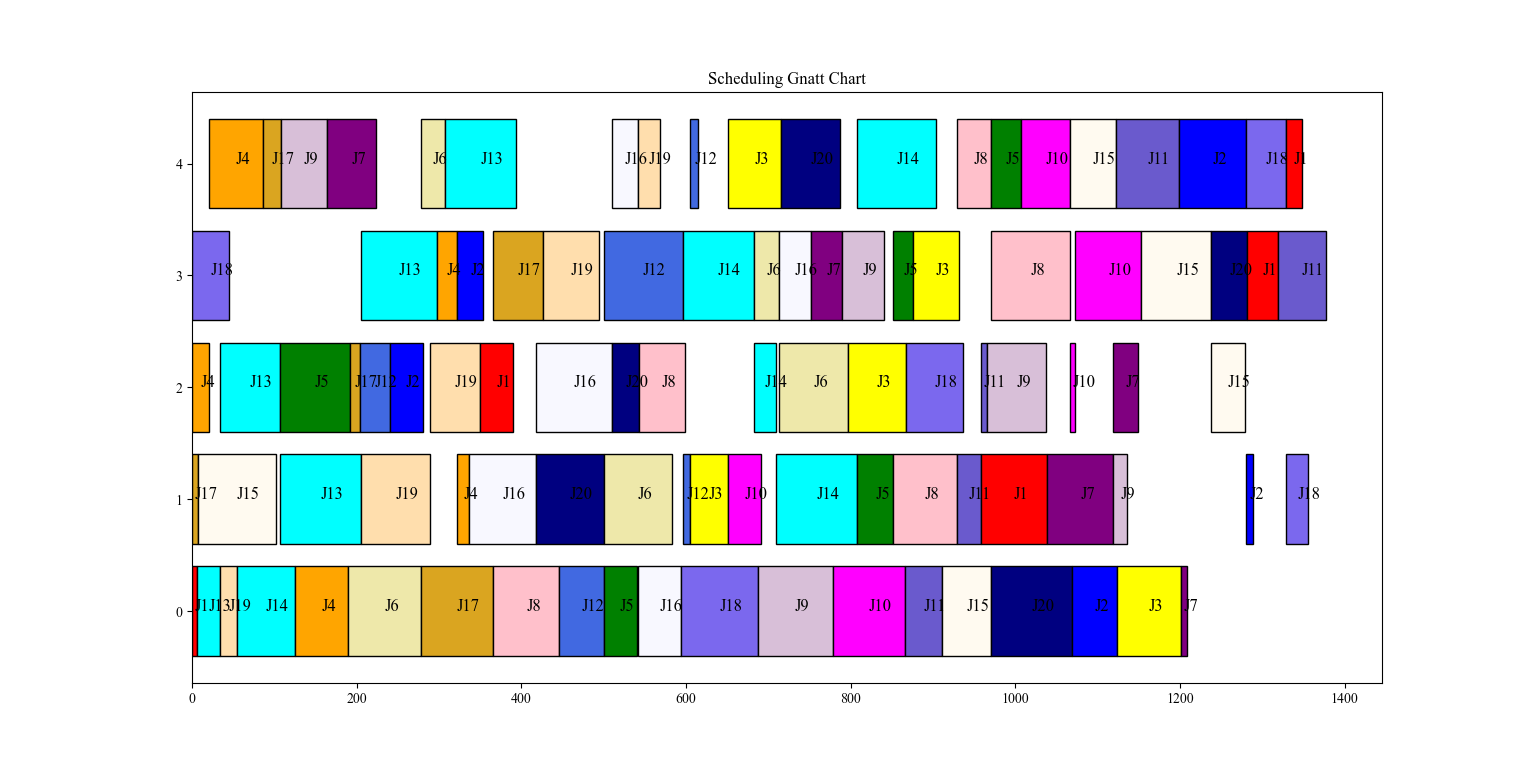 Scheduling Gnatt Chart
4 J4 J17 J9 J7 J6 J13 J16 J19 J12 J3 J20 J14 J8 J5 J10 J15 J11 J2 J18 J1
3 J18 J13 J4 J2 J17 J19 J12 J14 J6 J16 J7 J9 J5 J3 J8 J10 J15 J20 J1 J11
2 J4 J13 J5 J17 J12 J2 J19 J1 J16 J20 J8 J14 J6 J3 J18 J11 J9 J10 J7 J15
1 J17 J15 J13 J19 J4 J16 J20 J6 J12 J3 J10 J14 J5 J8 J11 J1 J7 J9 J2 J18
0 J1 J13 J19 J14 J4 J6 J17 J8 J12 J5 J16 J18 J9 J10 J11 J15 J20 J2 J3 J7
0 200 400 600 800 1000 1200 1400